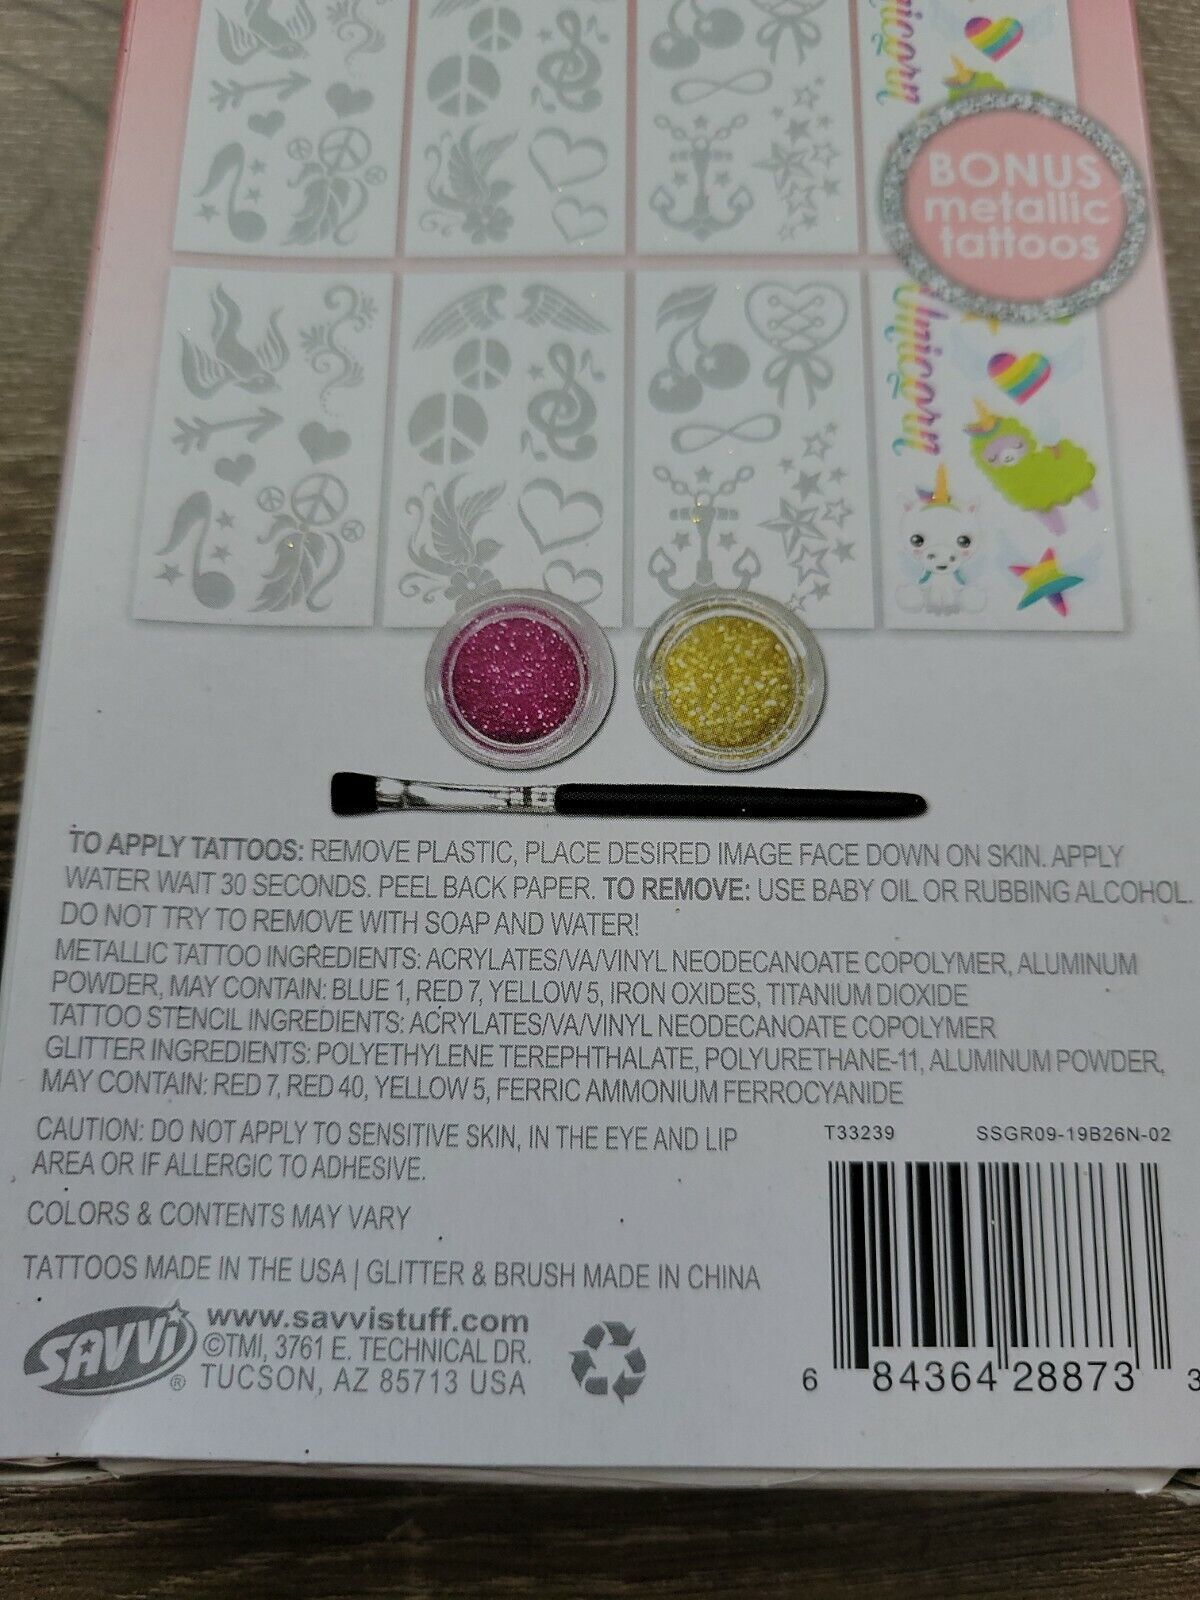 unicorn
BONUS
metallic
tattoos
Unicorn
TO APPLY TATTOOS: REMOVE PLASTIC, PLACE DESIRED IMAGE FACE DOWN ON SKIN. APPLY
WATER WAIT 30 SECONDS. PEEL BACK PAPER. TO REMOVE: USE BABY OIL OR RUBBING ALCOHOL.
DO NOT TRY TO REMOVE WITH SOAP AND WATER!
METALLIC TATTOO INGREDIENTS: ACRYLATES/VA/VINYL NEODECANOATE COPOLYMER, ALUMINUM
POWDER, MAY CONTAIN: BLUE 1, RED 7, YELLOW 5, IRON OXIDES, TITANIUM DIOXIDE
TATTOO STENCIL INGREDIENTS: ACRYLATES/VA/VINYL NEODECANOATE COPOLYMER
GLITTER INGREDIENTS: POLYETHYLENE TEREPHTHALATE, POLYURETHANE-11, ALUMINUM POWDER,
MAY CONTAIN: RED 7, RED 40, YELLOW 5, FERRIC AMMONIUM FERROCYANIDE
CAUTION: DO NOT APPLY TO SENSITIVE SKIN, IN THE EYE AND LIP
AREA OR IF ALLERGIC TO ADHESIVE.
T33239 SSGR09-19B26N-02
COLORS & CONTENTS MAY VARY
TATTOOS MADE IN THE USA | GLITTER & BRUSH MADE IN CHINA
SAVVi ®
www.savvistuff.com
©TMI, 3761 E. TECHNICAL DR.
TUCSON, AZ 85713 USA
6 84364 28873 3